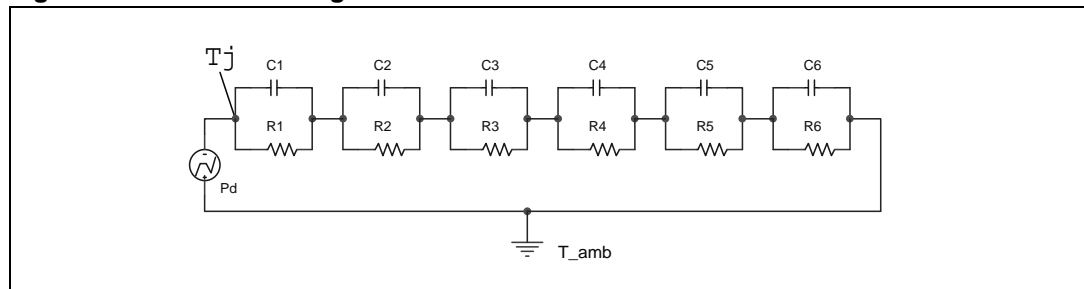 Tj
C1 C2 C3 C4 C5 C6
R1 R2 R3 R4 R5 R6
Pd
T_amb